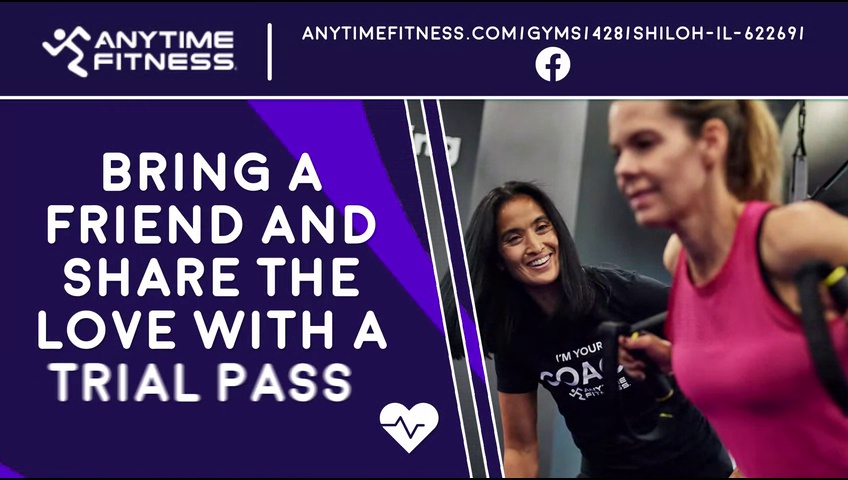 ANYTIME
FITNESS
ANYTIMEFITNESS.COM/GYMS/428/SHILOH-IL-62269/
BRING A
FRIEND AND
SHARE THE
LOVE WITH A
TRIAL PASS
I'M YOUR
COAC
ANYTIME
FITNESS